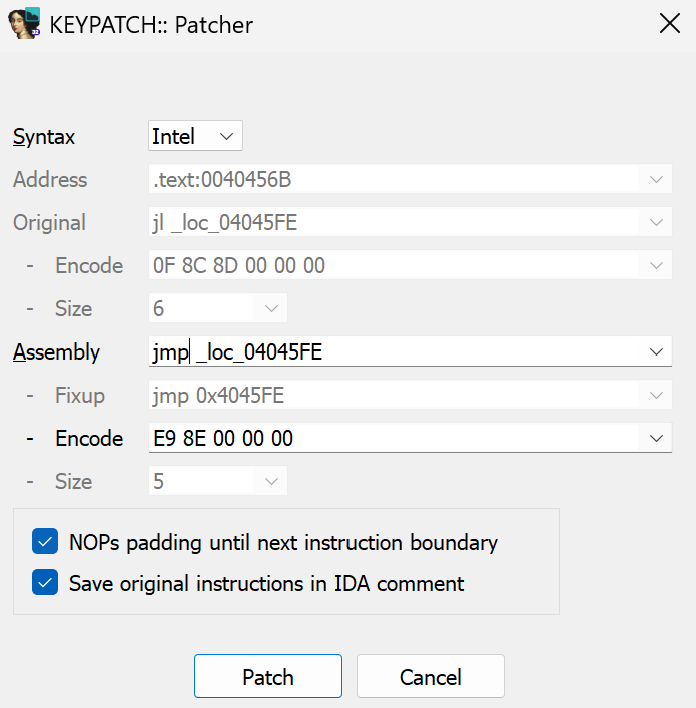 KEYPATCH:: Patcher
Syntax Intel
Address .text:0040456B
Original jl _loc_04045FE
- Encode 0F 8C 8D 00 00 00
- Size 6
Assembly jmp _loc_04045FE
- Fixup jmp 0x4045FE
- Encode E9 8E 00 00 00
- Size 5
NOPs padding until next instruction boundary
Save original instructions in IDA comment
Patch Cancel